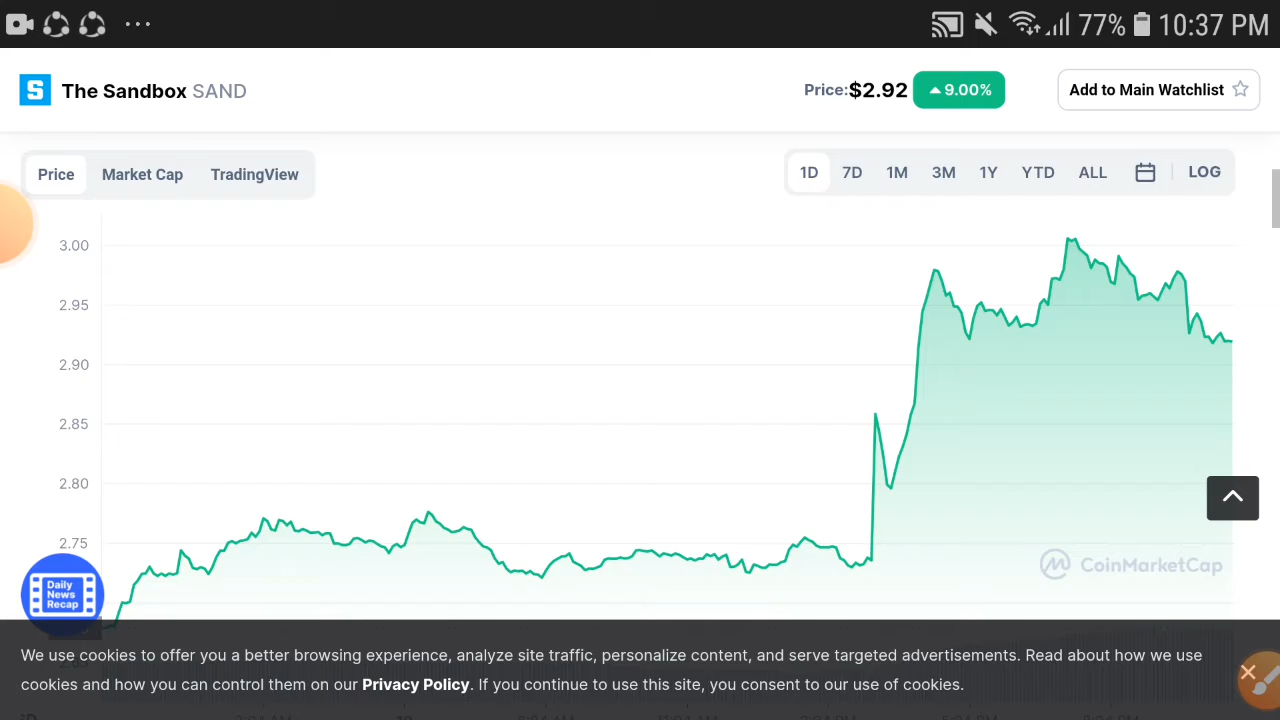 77% 10:37 PM
The Sandbox SAND
Price:$2.92 9.00%
Add to Main Watchlist
Price Market Cap TradingView
1D 7D 1M 3M 1Y YTD ALL LOG
3.00
2.95
2.90
2.85
2.80
2.75
CoinMarketCap
Daily
News
Recap
We use cookies to offer you a better browsing experience, analyze site traffic, personalize content, and serve targeted advertisements. Read about how we use
cookies and how you can control them on our Privacy Policy. If you continue to use this site, you consent to our use of cookies.